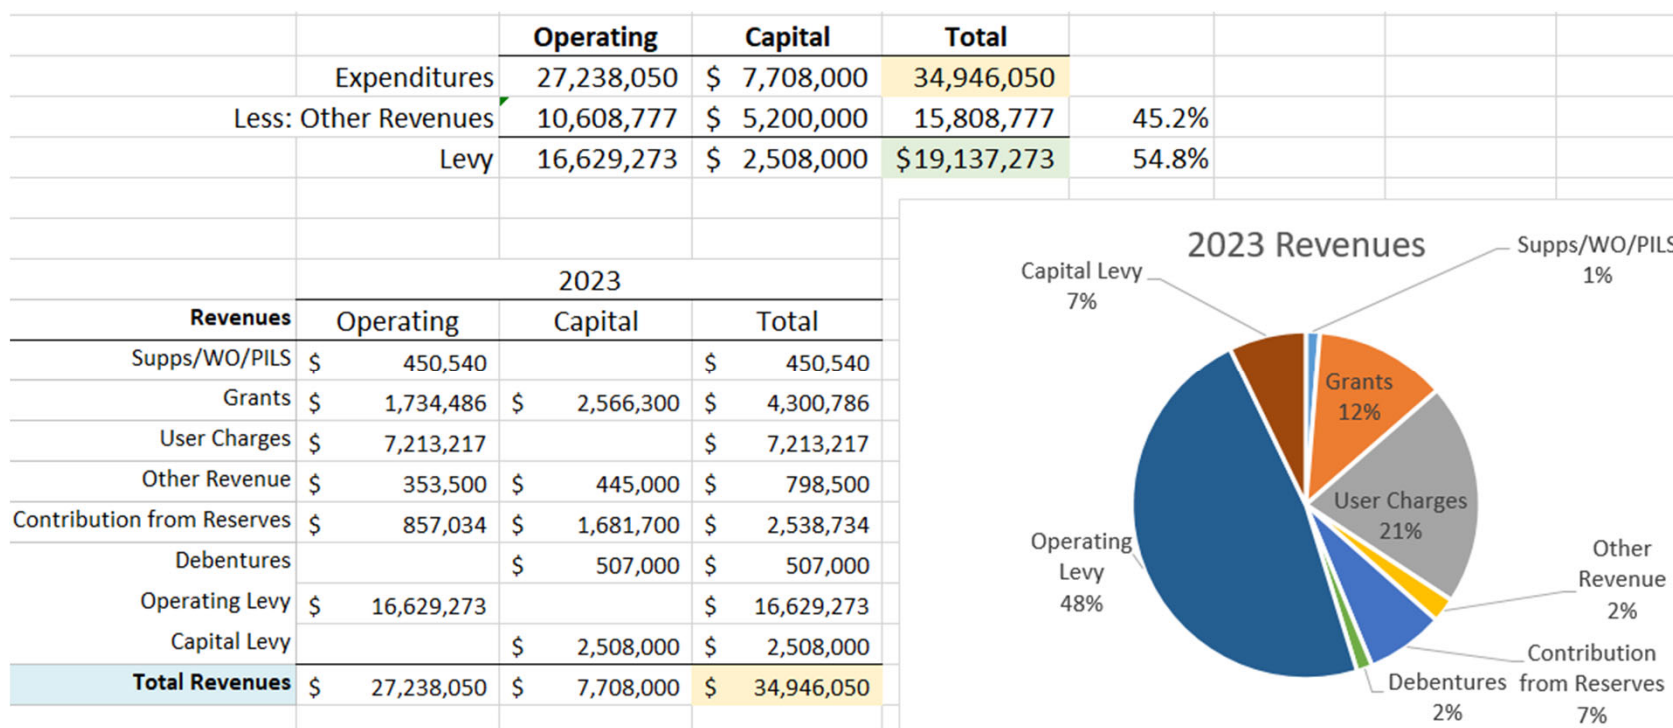 Operating Capital Total
Expenditures 27,238,050 $ 7,708,000 34,946,050
Less: Other Revenues 10,608,777 $ 5,200,000 15,808,777 45.2%
Levy 16,629,273 $ 2,508,000 $19,137,273 54.8%
2023
Revenues Operating Capital Total
Supps/WO/PILS $ 450,540 $ 450,540
Grants $ 1,734,486 $ 2,566,300 $ 4,300,786
User Charges $ 7,213,217 $ 7,213,217
Other Revenue $ 353,500 $ 445,000 $ 798,500
Contribution from Reserves $ 857,034 $ 1,681,700 $ 2,538,734
Debentures $ 507,000 $ 507,000
Operating Levy $ 16,629,273 $ 16,629,273
Capital Levy $ 2,508,000 $ 2,508,000
Total Revenues $ 27,238,050 $ 7,708,000 $ 34,946,050
2023 Revenues
Supps/WO/PILS
1%
Capital Levy
7%
Grants
12%
User Charges
21%
Operating
Levy
48%
Other
Revenue
2%
Contribution
from Reserves
7%
Debentures
2%